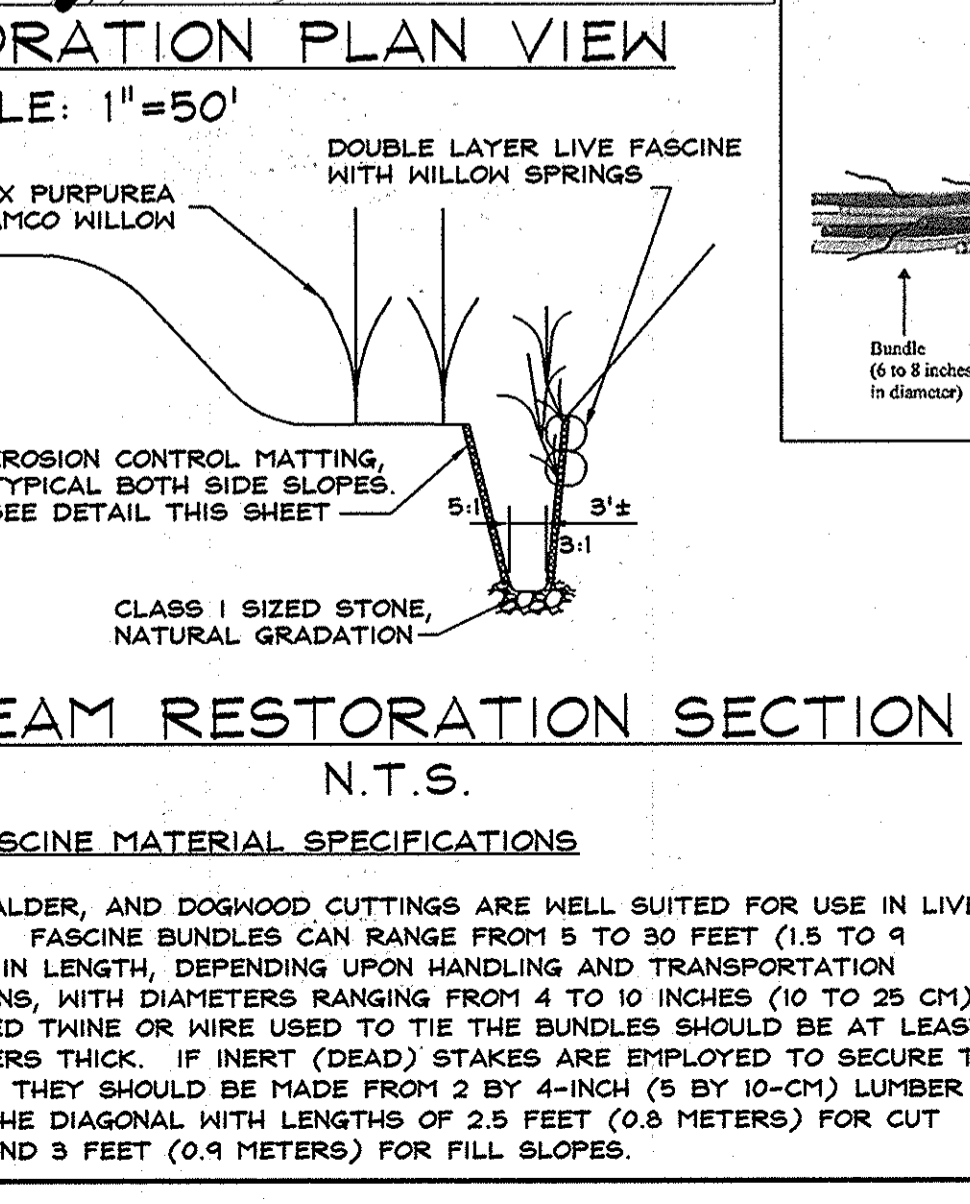 ORATION PLAN VIEW
LE: 1"=50'
DOUBLE LAYER LIVE FASCINE
WITH WILLOW SPRINGS
X PURPUREA
AMCO WILLOW
Bundle
(6 to 8 inches
in diameter)
EROSION CONTROL MATTING,
TYPICAL BOTH SIDE SLOPES.
SEE DETAIL THIS SHEET
5:1
3'±
3:1
CLASS I SIZED STONE,
NATURAL GRADATION
EAM RESTORATION SECTION
N.T.S.
SCINE MATERIAL SPECIFICATIONS
ALDER, AND DOGWOOD CUTTINGS ARE WELL SUITED FOR USE IN LIVE
FASCINE BUNDLES CAN RANGE FROM 5 TO 30 FEET (1.5 TO 9
IN LENGTH, DEPENDING UPON HANDLING AND TRANSPORTATION
NS, WITH DIAMETERS RANGING FROM 4 TO 10 INCHES (10 TO 25 CM)
ED TWINE OR WIRE USED TO TIE THE BUNDLES SHOULD BE AT LEAS
ERS THICK. IF INERT (DEAD) STAKES ARE EMPLOYED TO SECURE T
THEY SHOULD BE MADE FROM 2 BY 4-INCH (5 BY 10-CM) LUMBER
HE DIAGONAL WITH LENGTHS OF 2.5 FEET (0.8 METERS) FOR CUT
ND 3 FEET (0.9 METERS) FOR FILL SLOPES.